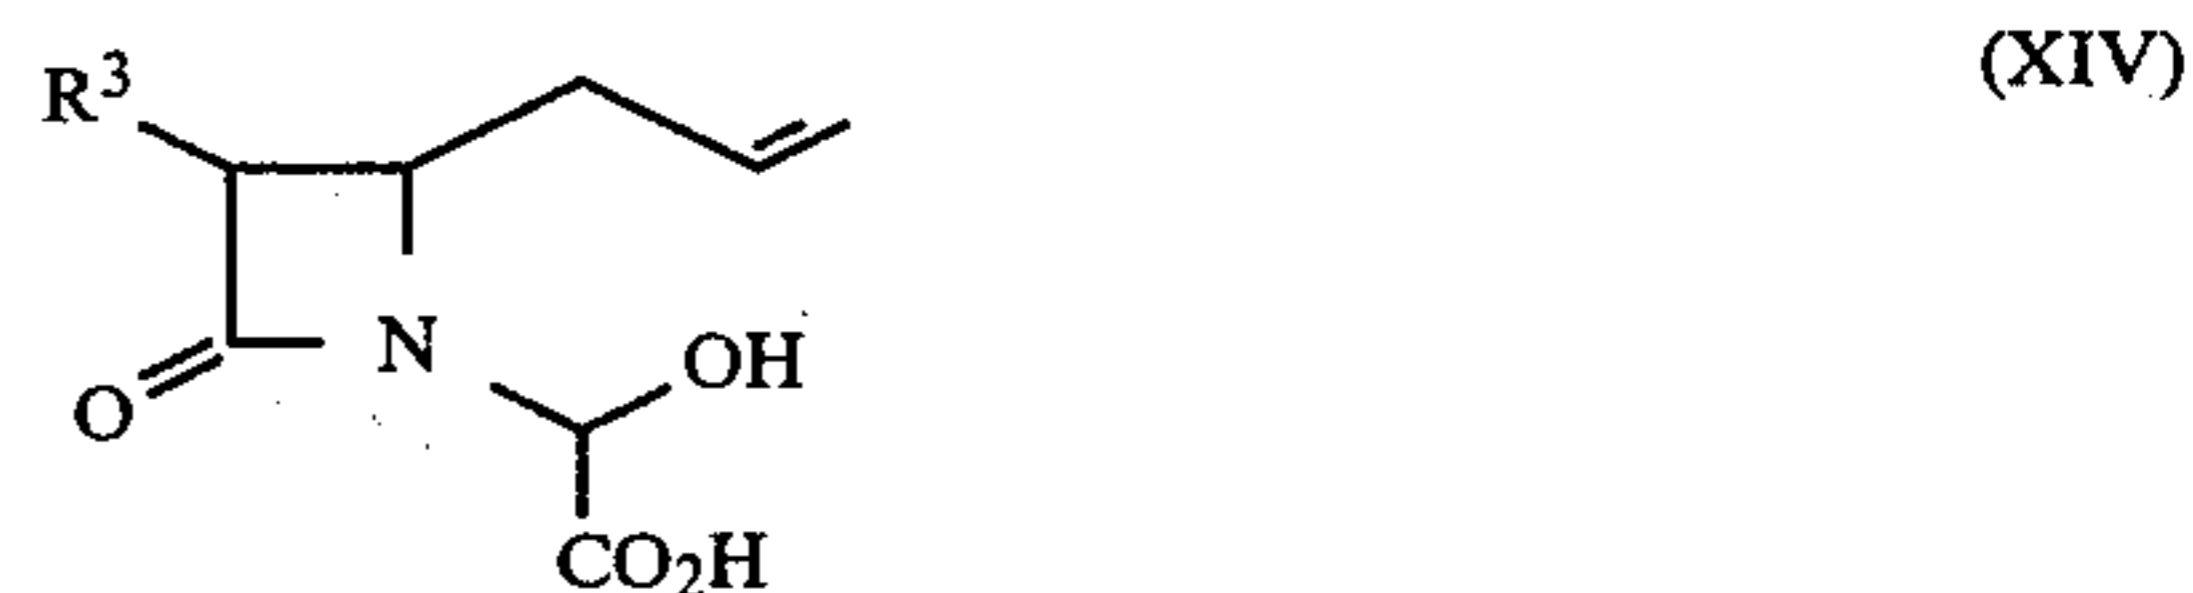 R³ (XIV)
N
OH
O
CO₂H